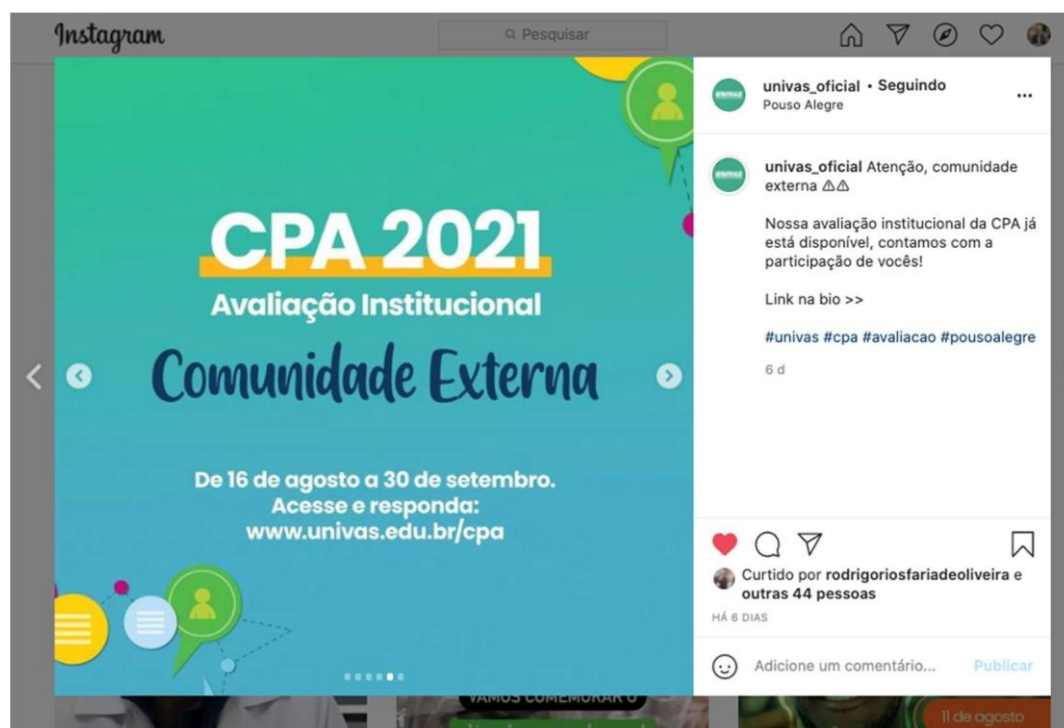 Instagram
Pesquisar
CPA 2021
Avaliação Institucional
Comunidade Externa
De 16 de agosto a 30 de setembro.
Acesse e responda:
www.univas.edu.br/cpa
univas_oficial • Seguindo
Pouso Alegre
univas_oficial Atenção, comunidade
externa ⚠⚠
Nossa avaliação institucional da CPA já
está disponível, contamos com a
participação de vocês!
Link na bio >>
#univas #cpa #avaliacao #pousoalegre
6 d
Curtido por rodrigoriosfariadeoliveira e
outras 44 pessoas
HÁ 6 DIAS
Adicione um comentário... Publicar
VAMOS COMEMORAR O
11 de agosto